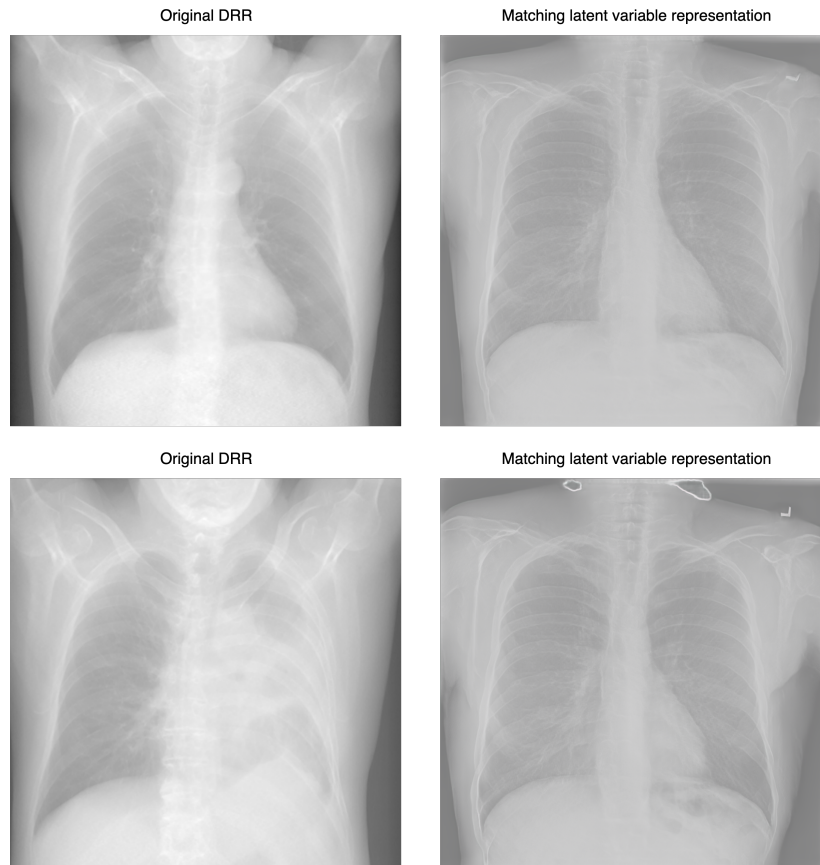 Original DRR
Matching latent variable representation
L
Original DRR
Matching latent variable representation
L